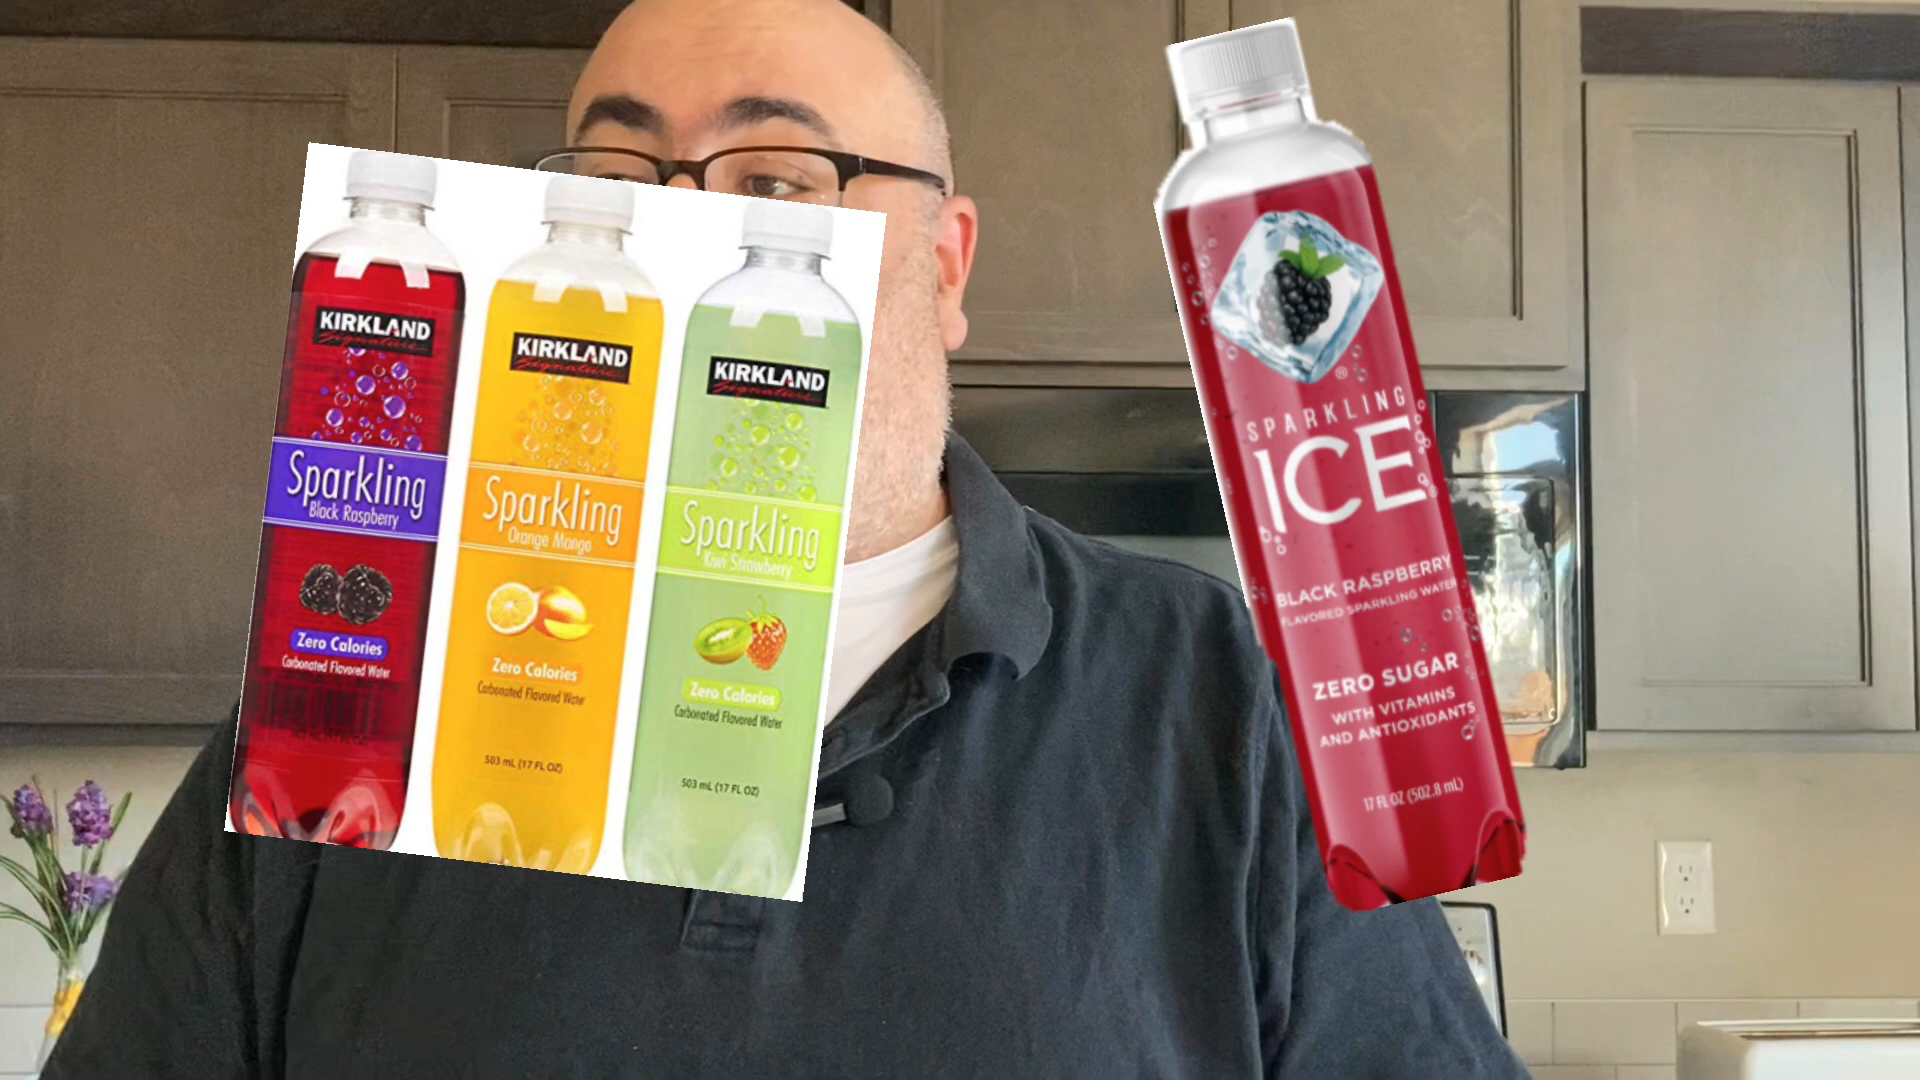 KIRKLAND
Signature
Sparkling
Black Raspberry
Zero Calories
Carbonated Flavored Water
KIRKLAND
Signature
Sparkling
Orange Mango
Zero Calories
Carbonated Flavored Water
503 mL (17 FL OZ)
KIRKLAND
Signature
Sparkling
Kiwi Strawberry
Zero Calories
Carbonated Flavored Water
503 mL (17 FL OZ)
SPARKLING
ICE
BLACK RASPBERRY
FLAVORED SPARKLING WATER
ZERO SUGAR
WITH VITAMINS
AND ANTIOXIDANTS
17 FL OZ (502.8 mL)